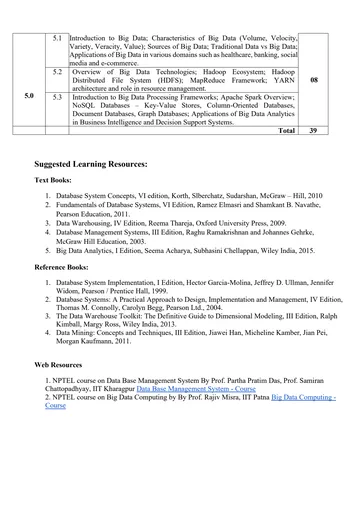 5.1 Introduction to Big Data; Characteristics of Big Data (Volume, Velocity,
Variety, Veracity, Value); Sources of Big Data; Traditional Data vs Big Data;
Applications of Big Data in various domains such as healthcare, banking, social
media and e-commerce.
5.2 Overview of Big Data Technologies; Hadoop Ecosystem; Hadoop
Distributed File System (HDFS); MapReduce Framework; YARN
architecture and role in resource management.
08
5.0
5.3 Introduction to Big Data Processing Frameworks; Apache Spark Overview;
NoSQL Databases – Key-Value Stores, Column-Oriented Databases,
Document Databases, Graph Databases; Applications of Big Data Analytics
in Business Intelligence and Decision Support Systems.
Total 39
Suggested Learning Resources:
Text Books:
1. Database System Concepts, VI edition, Korth, Silberchatz, Sudarshan, McGraw – Hill, 2010
2. Fundamentals of Database Systems, VI Edition, Ramez Elmasri and Shamkant B. Navathe,
Pearson Education, 2011.
3. Data Warehousing, IV Edition, Reema Thareja, Oxford University Press, 2009.
4. Database Management Systems, III Edition, Raghu Ramakrishnan and Johannes Gehrke,
McGraw Hill Education, 2003.
5. Big Data Analytics, I Edition, Seema Acharya, Subhasini Chellappan, Wiley India, 2015.
Reference Books:
1. Database System Implementation, I Edition, Hector Garcia-Molina, Jeffrey D. Ullman, Jennifer
Widom, Pearson / Prentice Hall, 1999.
2. Database Systems: A Practical Approach to Design, Implementation and Management, IV Edition,
Thomas M. Connolly, Carolyn Begg, Pearson Ltd., 2004.
3. The Data Warehouse Toolkit: The Definitive Guide to Dimensional Modeling, III Edition, Ralph
Kimball, Margy Ross, Wiley India, 2013.
4. Data Mining: Concepts and Techniques, III Edition, Jiawei Han, Micheline Kamber, Jian Pei,
Morgan Kaufmann, 2011.
Web Resources
1. NPTEL course on Data Base Management System By Prof. Partha Pratim Das, Prof. Samiran
Chattopadhyay, IIT Kharagpur Data Base Management System - Course
2. NPTEL course on Big Data Computing by By Prof. Rajiv Misra, IIT Patna Big Data Computing -
Course